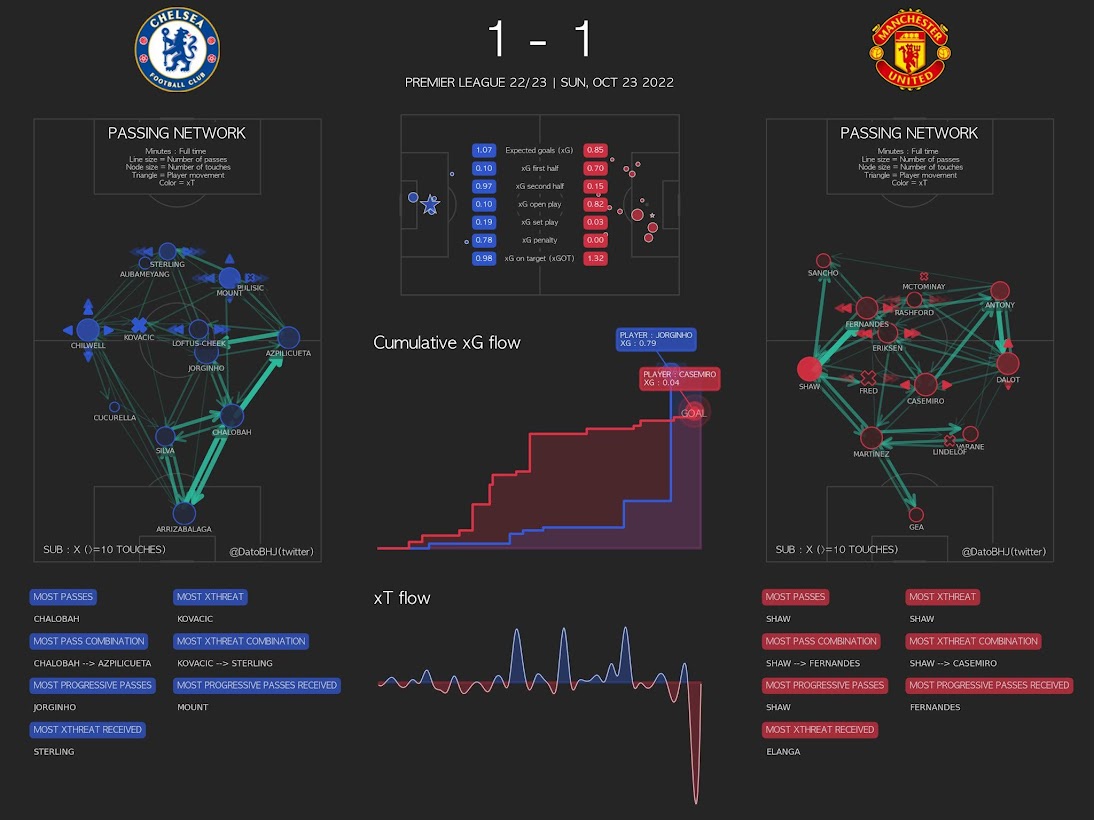 CHELSEA
FOOTBALL CLUB
1 - 1
MANCHESTER
UNITED
PREMIER LEAGUE 22/23 | SUN, OCT 23 2022
PASSING NETWORK
Minutes : Full time
Line size = Number of passes
Node size = Number of touches
Triangle = Player movement
Color = xT
STERLING
AUBAMEYANG
PULISIC
MOUNT
CHILWELL
KOVACIC
LOFTUS-CHEEK
AZPILICUETA
JORGINHO
CUCURELLA
CHALOBAH
SILVA
ARRIZABALAGA
SUB : X (>=10 TOUCHES)
@DatoBHJ(twitter)
1.07 Expected goals (xG) 0.85
0.10 xG first half 0.70
0.97 xG second half 0.15
0.10 xG open play 0.82
0.19 xG set play 0.03
0.78 xG penalty 0.00
0.98 xG on target (xGOT) 1.32
Cumulative xG flow
PLAYER : JORGINHO
XG : 0.79
PLAYER : CASEMIRO
XG : 0.04
GOAL
xT flow
PASSING NETWORK
Minutes : Full time
Line size = Number of passes
Node size = Number of touches
Triangle = Player movement
Color = xT
SANCHO
MCTOMINAY
ANTONY
RASHFORD
FERNANDES
ERIKSEN
SHAW
FRED
DALOT
CASEMIRO
VARANE
LINDELOF
MARTINEZ
GEA
SUB : X (>=10 TOUCHES)
@DatoBHJ(twitter)
MOST PASSES
CHALOBAH
MOST PASS COMBINATION
CHALOBAH --> AZPILICUETA
MOST PROGRESSIVE PASSES
JORGINHO
MOST XTHREAT RECEIVED
STERLING
MOST XTHREAT
KOVACIC
MOST XTHREAT COMBINATION
KOVACIC --> STERLING
MOST PROGRESSIVE PASSES RECEIVED
MOUNT
MOST PASSES
SHAW
MOST PASS COMBINATION
SHAW --> FERNANDES
MOST PROGRESSIVE PASSES
SHAW
MOST XTHREAT RECEIVED
ELANGA
MOST XTHREAT
SHAW
MOST XTHREAT COMBINATION
SHAW --> CASEMIRO
MOST PROGRESSIVE PASSES RECEIVED
FERNANDES